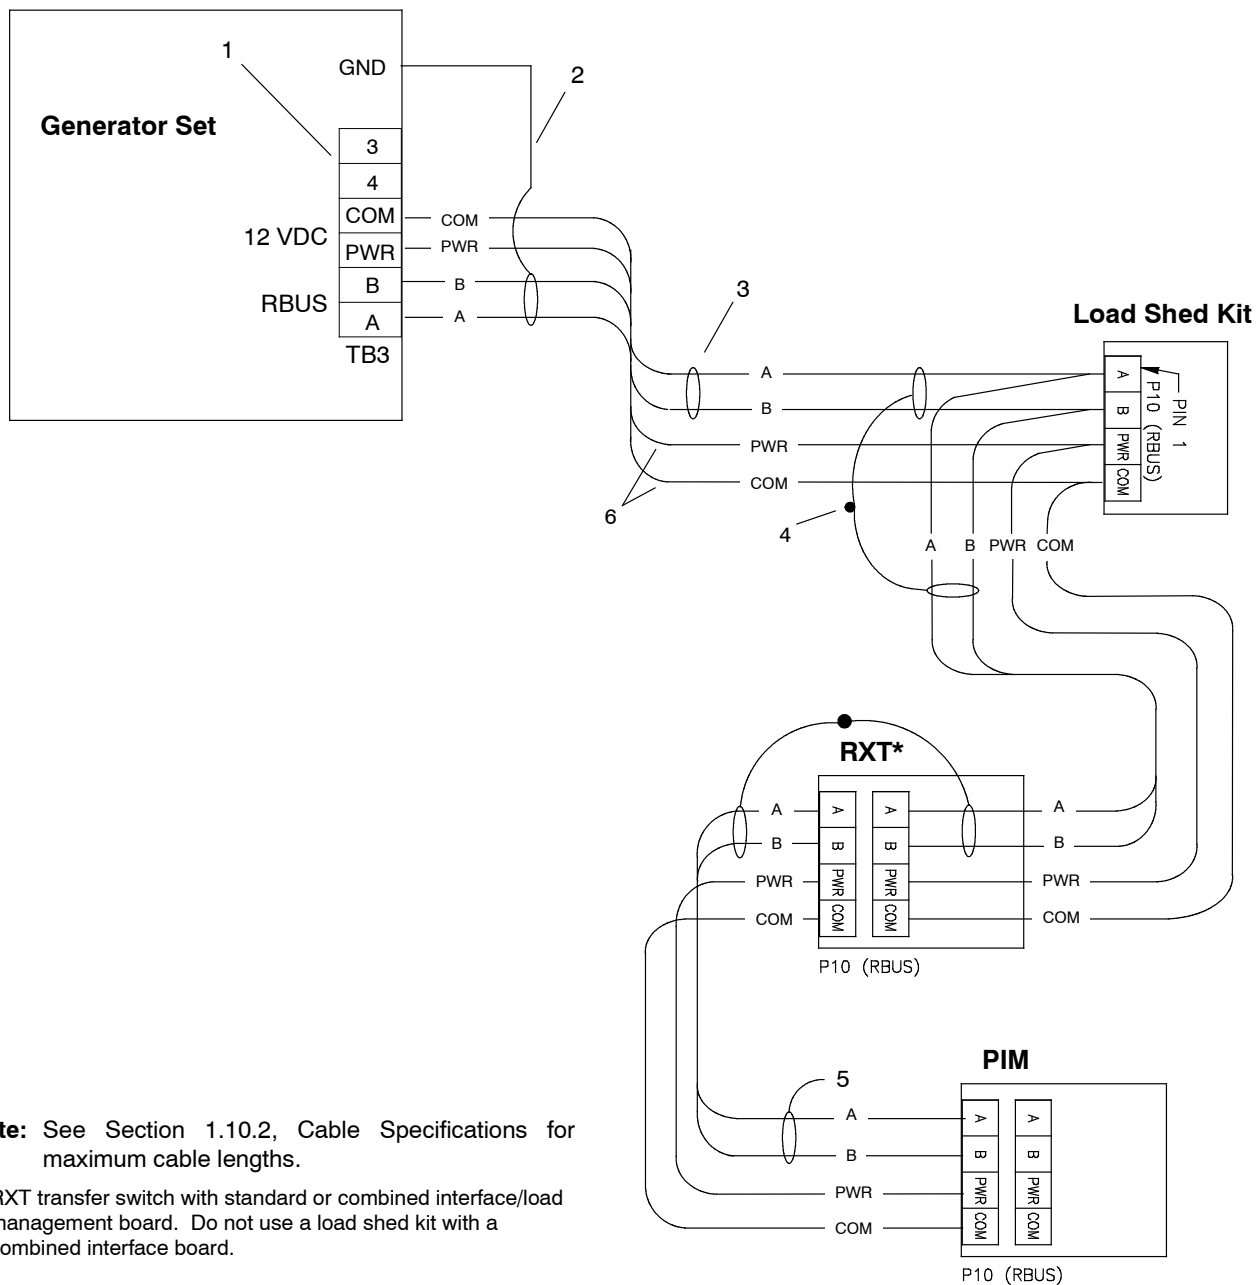 1
GND
2
Generator Set
3
4
COM
COM
12 VDC
PWR
PWR
B
B
RBUS
A
A
TB3
3
Load Shed Kit
A
A
B
B
PWR
PWR
COM
COM
PIN 1
P10 (RBUS)
6
4
A B PWR COM
RXT*
A
A
A
A
B
B
B
B
PWR
PWR
PWR
PWR
COM
COM
COM
COM
P10 (RBUS)
PIM
5
A
A
A
B
B
B
PWR
PWR
PWR
COM
COM
COM
P10 (RBUS)
te: See Section 1.10.2, Cable Specifications for
maximum cable lengths.
RXT transfer switch with standard or combined interface/load
management board. Do not use a load shed kit with a
combined interface board.